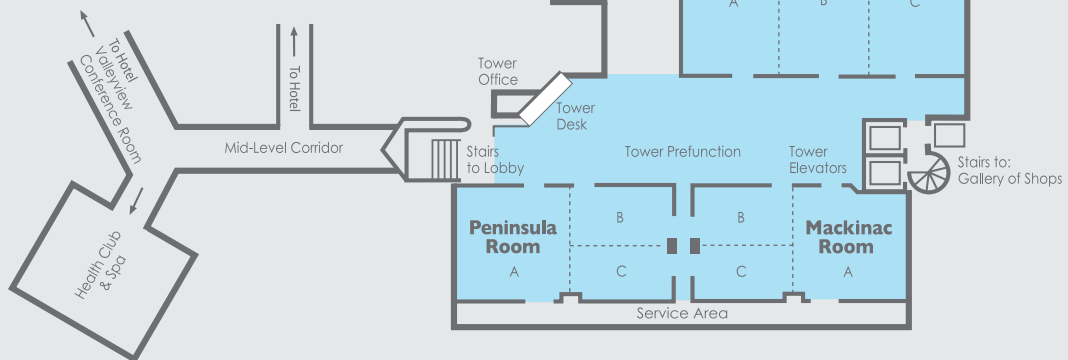 A
B
C
To Hotel
Valleyview
Conference Room
To Hotel
Tower
Office
Tower
Desk
Mid-Level Corridor
Stairs
to Lobby
Tower Prefunction
Tower
Elevators
Stairs to:
Gallery of Shops
Peninsula
Room
A
B
C
B
C
Mackinac
Room
A
Health Club
& Spa
Service Area